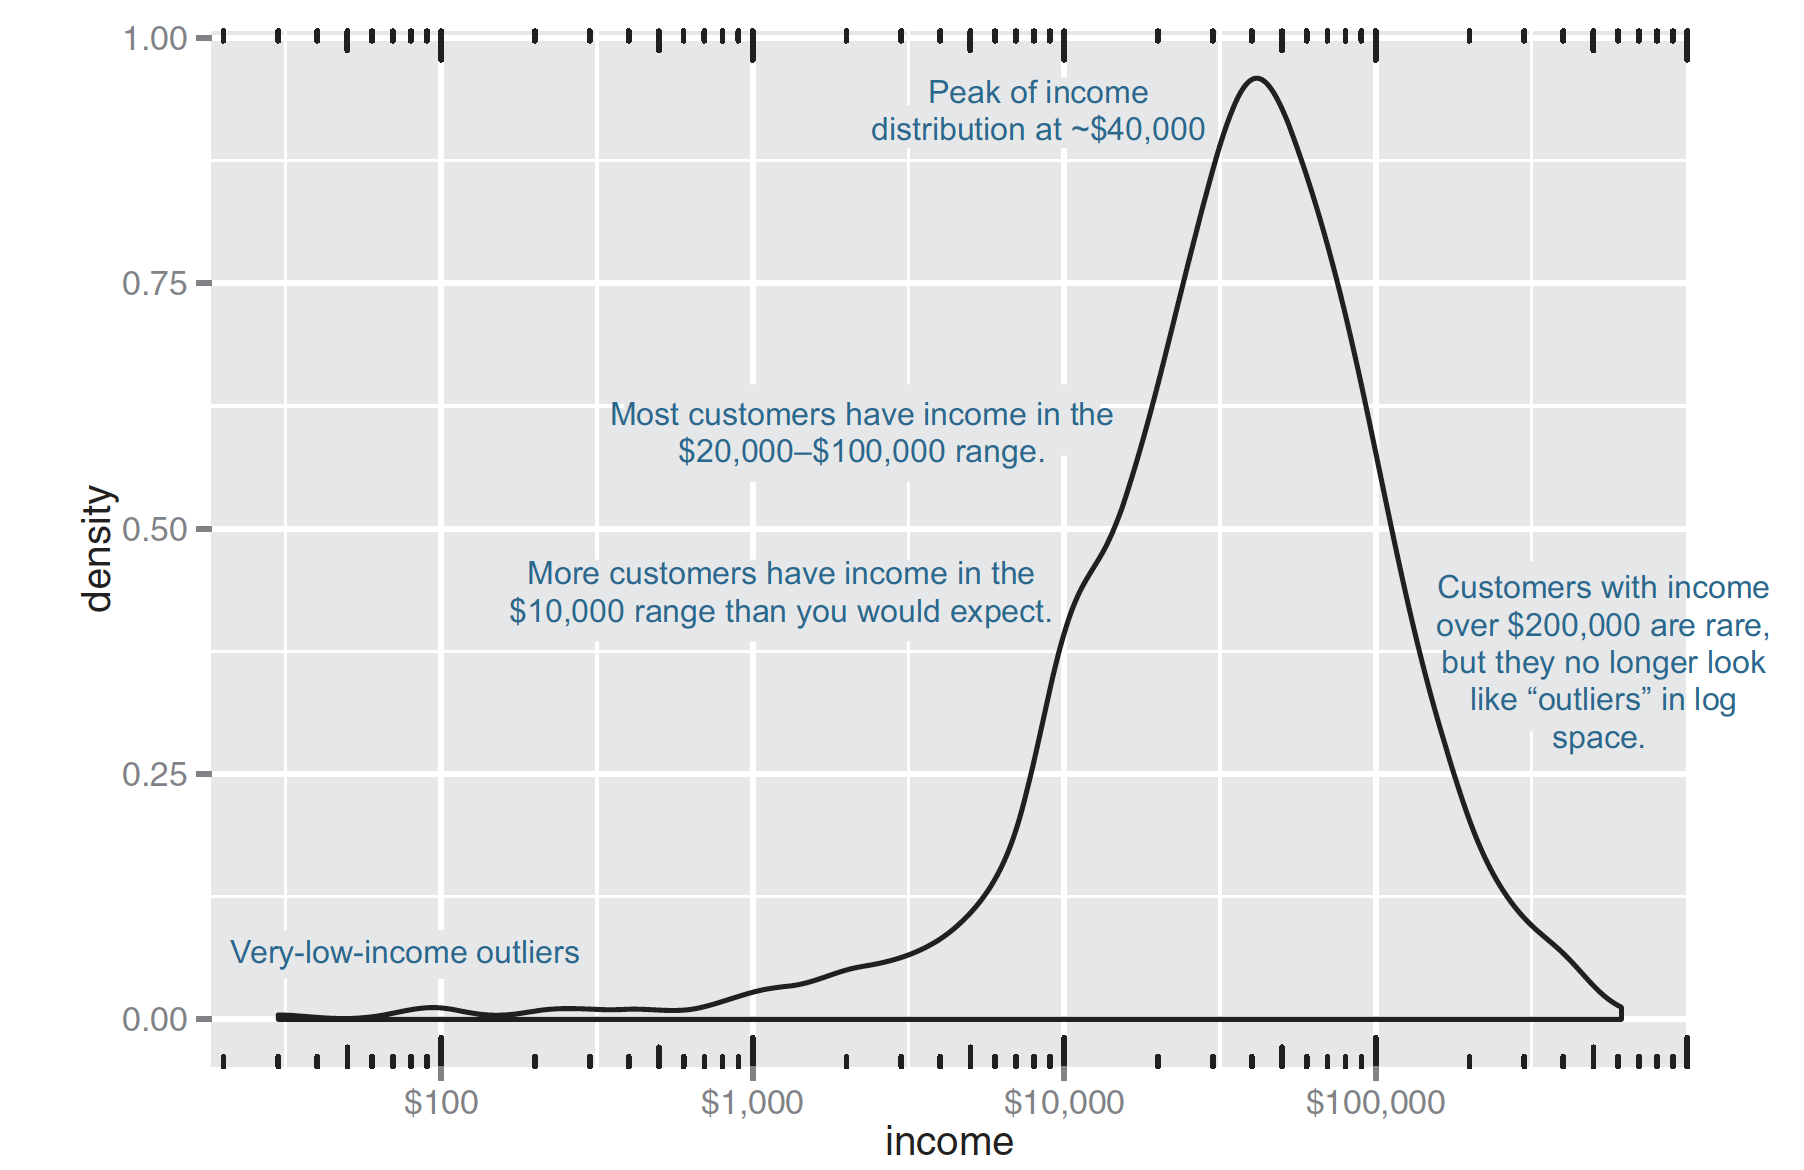 1.00
Peak of income
distribution at ~$40,000
0.75
Most customers have income in the
$20,000–$100,000 range.
density
0.50
More customers have income in the
$10,000 range than you would expect.
Customers with income
over $200,000 are rare,
but they no longer look
like “outliers” in log
space.
0.25
Very-low-income outliers
0.00
$100
$1,000
$10,000
$100,000
income